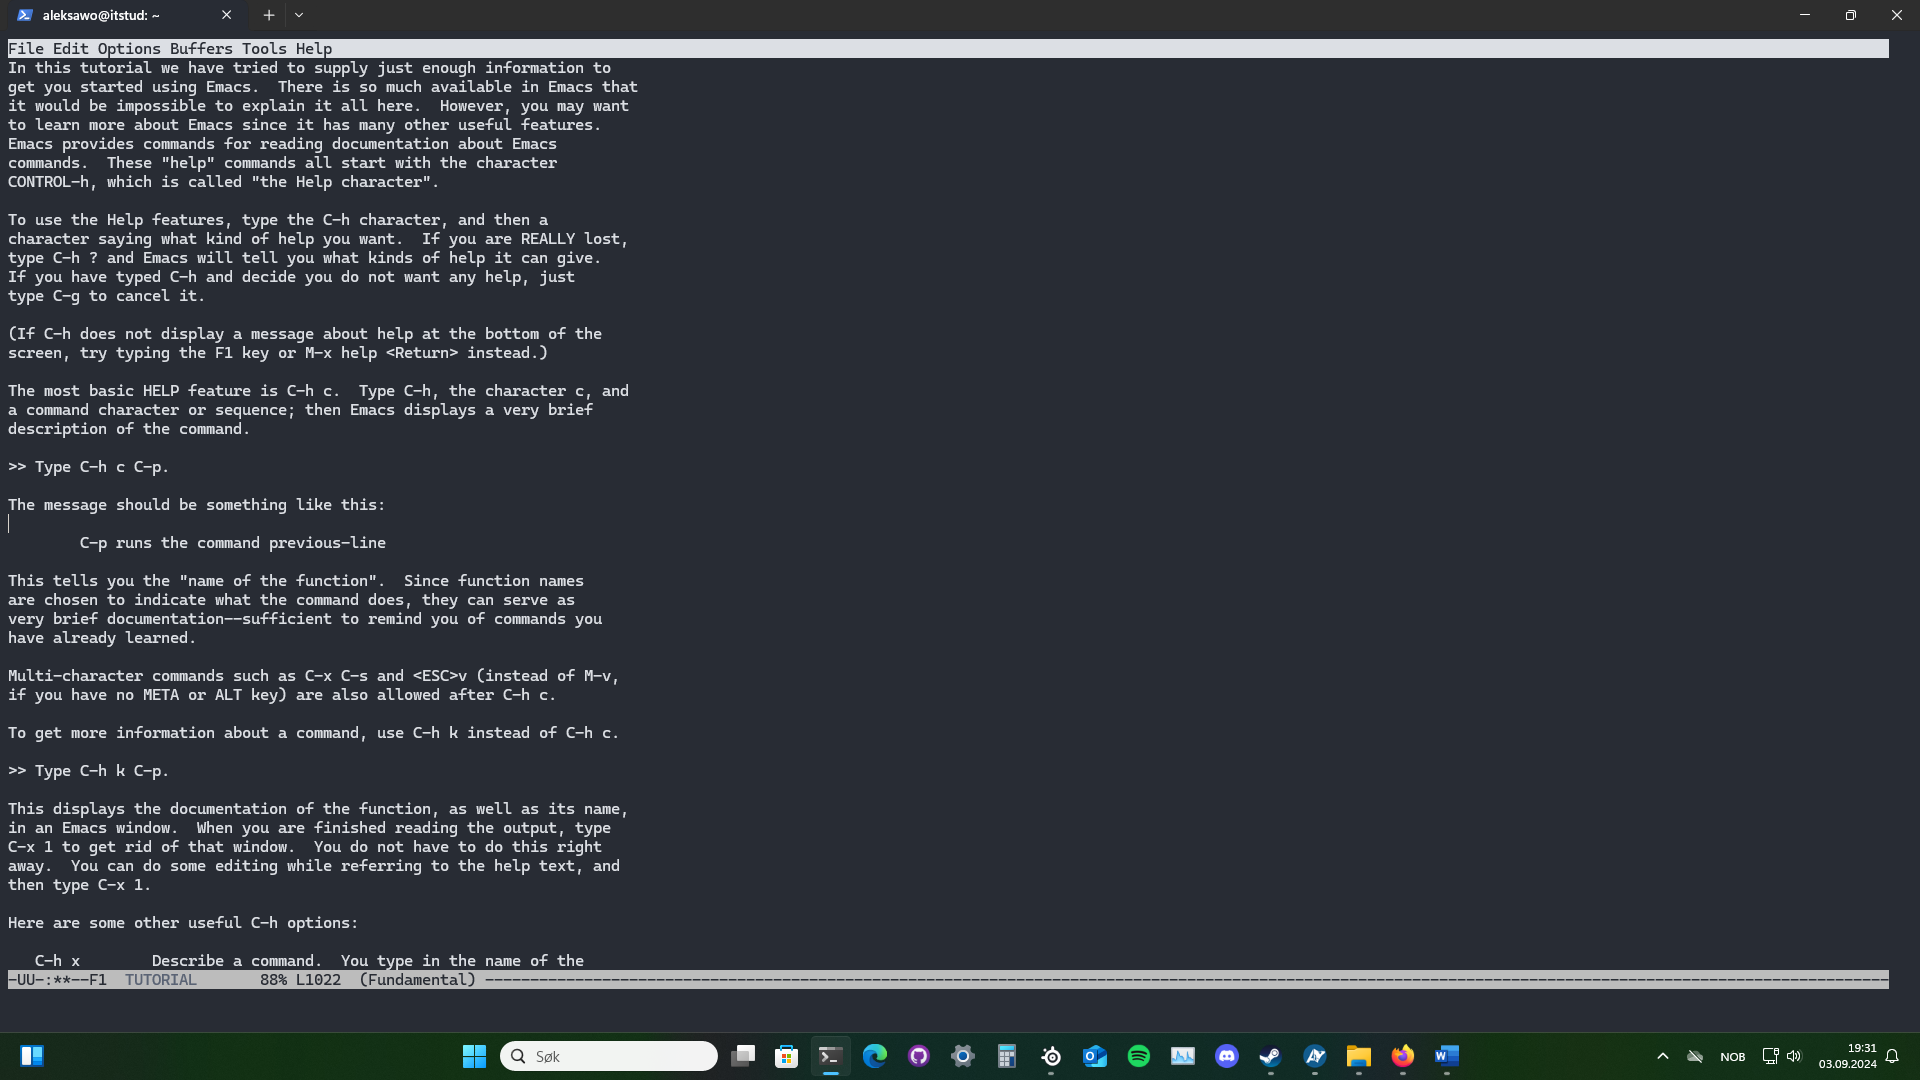 aleksawo@itstud: ~
File Edit Options Buffers Tools Help
In this tutorial we have tried to supply just enough information to
get you started using Emacs.  There is so much available in Emacs that
it would be impossible to explain it all here.  However, you may want
to learn more about Emacs since it has many other useful features.
Emacs provides commands for reading documentation about Emacs
commands.  These "help" commands all start with the character
CONTROL-h, which is called "the Help character".
To use the Help features, type the C-h character, and then a
character saying what kind of help you want.  If you are REALLY lost,
type C-h ? and Emacs will tell you what kinds of help it can give.
If you have typed C-h and decide you do not want any help, just
type C-g to cancel it.
(If C-h does not display a message about help at the bottom of the
screen, try typing the F1 key or M-x help <Return> instead.)
The most basic HELP feature is C-h c.  Type C-h, the character c, and
a command character or sequence; then Emacs displays a very brief
description of the command.
>> Type C-h c C-p.
The message should be something like this:
C-p runs the command previous-line
This tells you the "name of the function".  Since function names
are chosen to indicate what the command does, they can serve as
very brief documentation--sufficient to remind you of commands you
have already learned.
Multi-character commands such as C-x C-s and <ESC>v (instead of M-v,
if you have no META or ALT key) are also allowed after C-h c.
To get more information about a command, use C-h k instead of C-h c.
>> Type C-h k C-p.
This displays the documentation of the function, as well as its name,
in an Emacs window.  When you are finished reading the output, type
C-x 1 to get rid of that window.  You do not have to do this right
away.  You can do some editing while referring to the help text, and
then type C-x 1.
Here are some other useful C-h options:
C-h x        Describe a command.  You type in the name of the
-UU-:**--F1  TUTORIAL       88% L1022  (Fundamental) ----------------------------------------------------------------------------------------------------------------------------------------------------------
Søk
NOB
19:31
03.09.2024